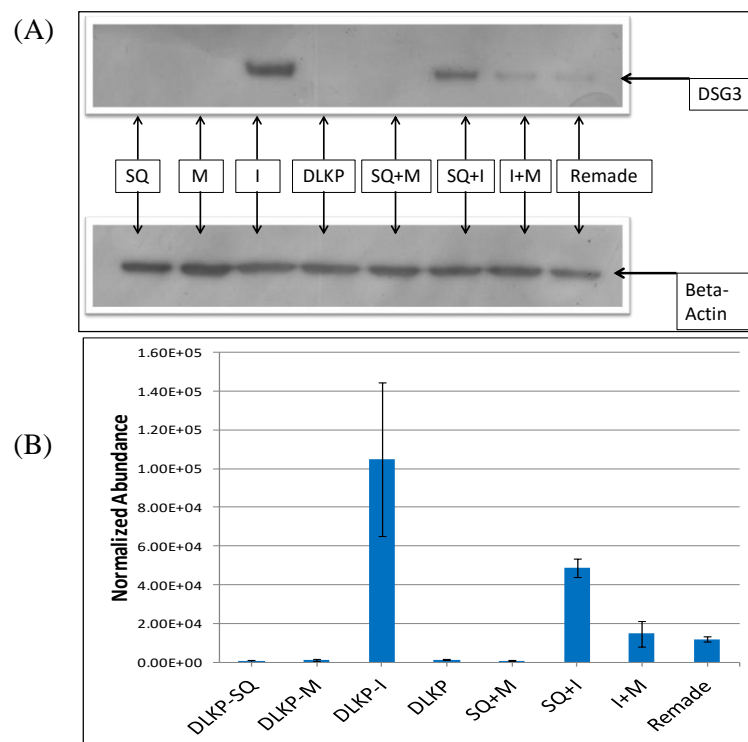 (A)
DSG3
SQ M I DLKP SQ+M SQ+I I+M Remade
Beta-
Actin
(B)
1.60E+05
1.40E+05
1.20E+05
1.00E+05
8.00E+04
6.00E+04
4.00E+04
2.00E+04
0.00E+00
Normalized Abundance
DLKP-SQ
DLKP-M
DLKP-I
DLKP
SQ+M
SQ+I
I+M
Remade